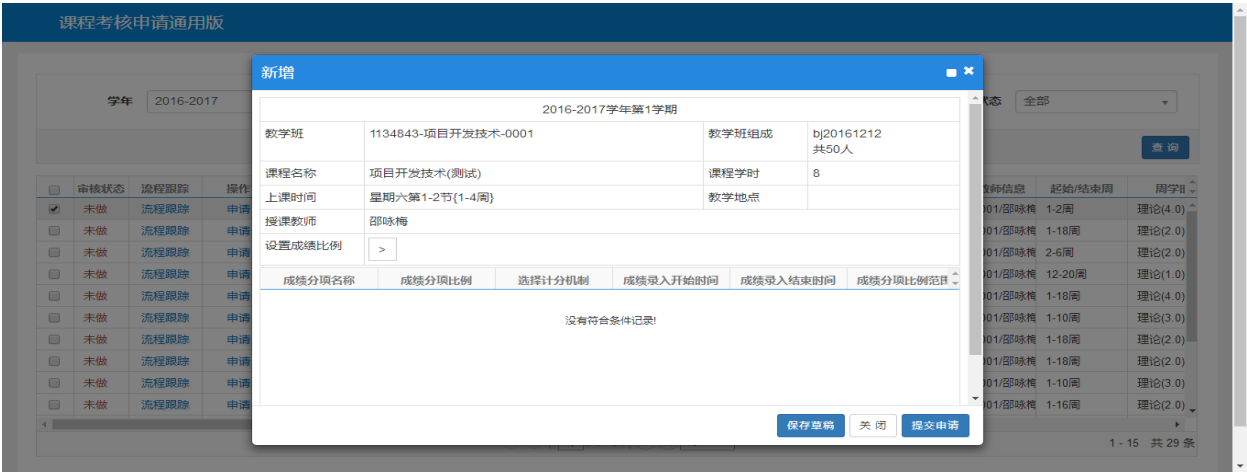 课程考核申请通用版
新增
学年 2016-2017 状态 全部
查 询
2016-2017学年第1学期
教学班 1134843-项目开发技术-0001 教学班组成 bj20161212
共50人
课程名称 项目开发技术(测试) 课程学时 8
上课时间 星期六第1-2节{1-4周} 教学地点
授课教师 邵咏梅
设置成绩比例 >
成绩分项名称 成绩分项比例 选择计分机制 成绩录入开始时间 成绩录入结束时间 成绩分项比例范围
没有符合条件记录!
保存草稿 关 闭 提交申请
审核状态 流程跟踪 操作 教师信息 起始/结束周 周学时
未做 流程跟踪 申请 001/邵咏梅 1-2周 理论(4.0)
未做 流程跟踪 申请 001/邵咏梅 1-18周 理论(2.0)
未做 流程跟踪 申请 001/邵咏梅 2-6周 理论(2.0)
未做 流程跟踪 申请 001/邵咏梅 12-20周 理论(1.0)
未做 流程跟踪 申请 001/邵咏梅 1-18周 理论(4.0)
未做 流程跟踪 申请 001/邵咏梅 1-10周 理论(3.0)
未做 流程跟踪 申请 001/邵咏梅 1-18周 理论(2.0)
未做 流程跟踪 申请 001/邵咏梅 1-18周 理论(2.0)
未做 流程跟踪 申请 001/邵咏梅 1-10周 理论(3.0)
未做 流程跟踪 申请 001/邵咏梅 1-16周 理论(2.0)
1 - 15 共 29 条